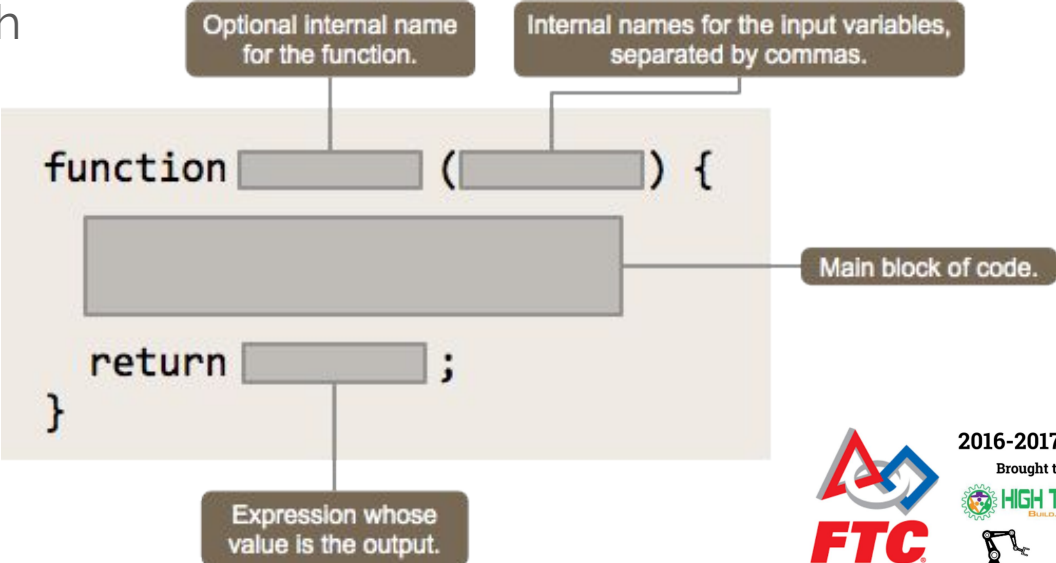 Optional internal name
for the function.
Internal names for the input variables,
separated by commas.
function ( ) {
Main block of code.
return ;
}
Expression whose
value is the output.
2016-2017
Brought t
HIGH T
FTC